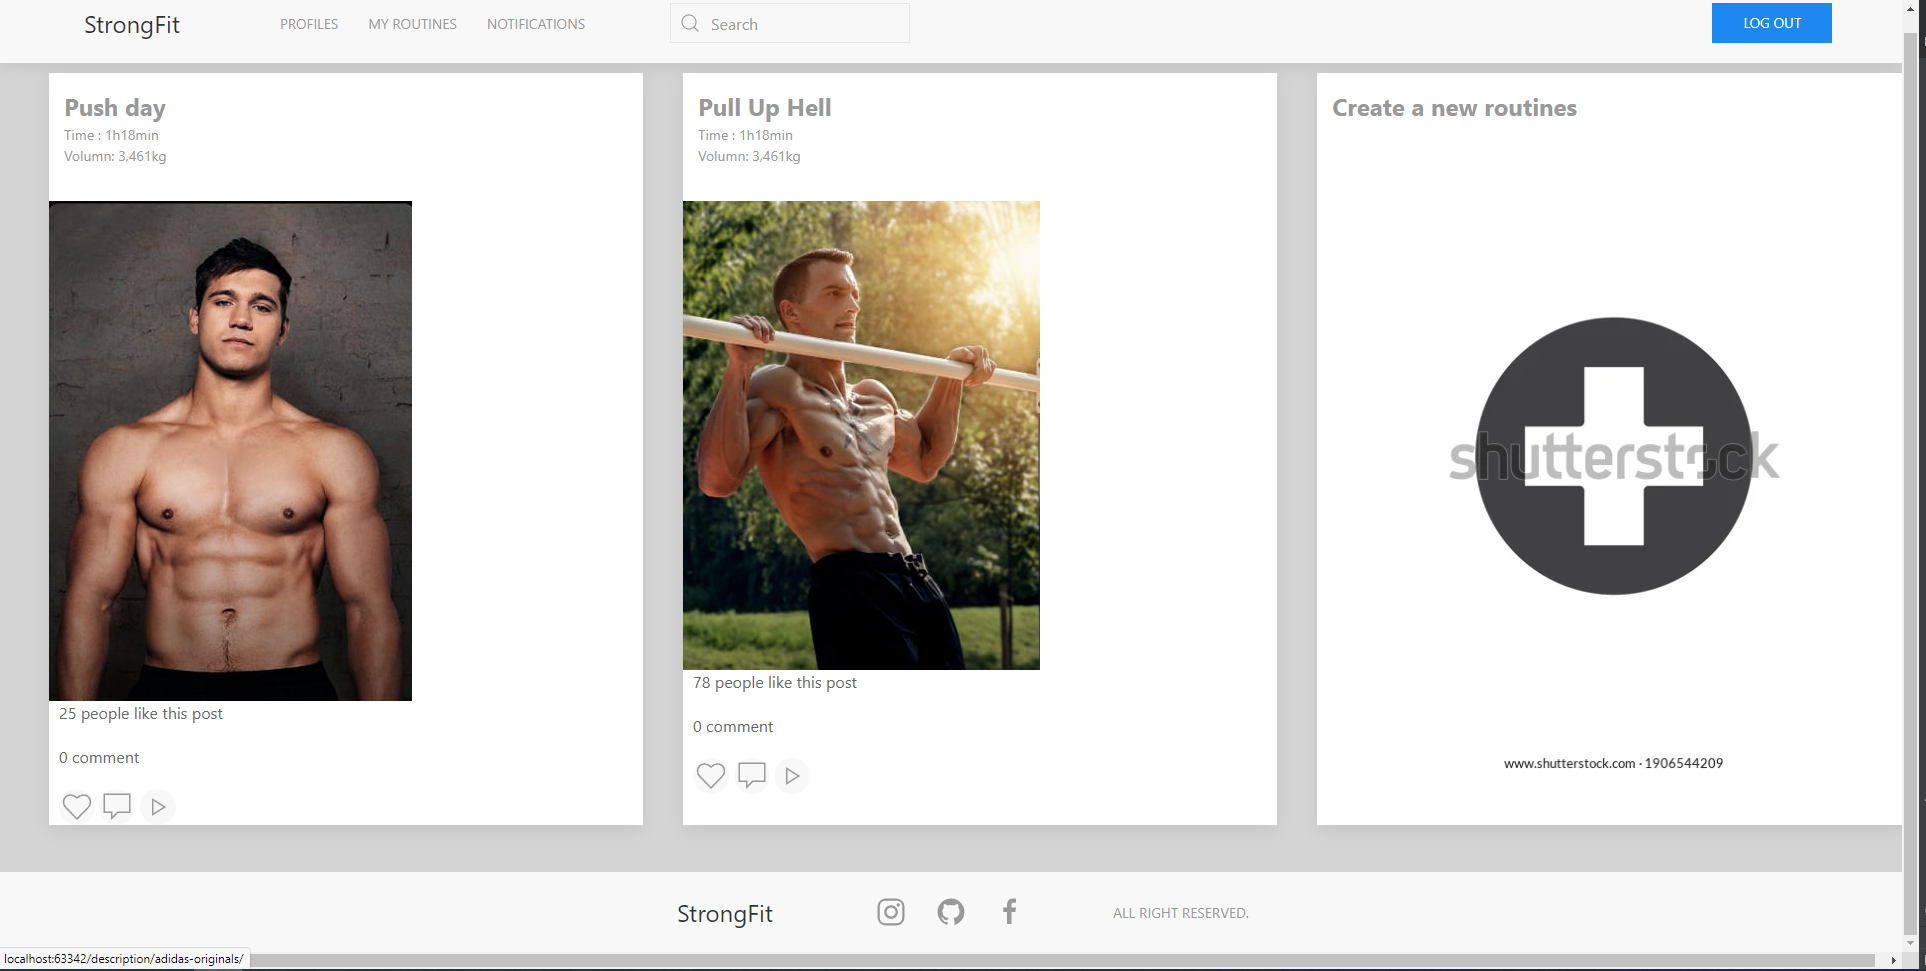 StrongFit
PROFILES
MY ROUTINES
NOTIFICATIONS
Search
LOG OUT
Push day
Time : 1h18min
Volumn: 3,461kg
25 people like this post
0 comment
Pull Up Hell
Time : 1h18min
Volumn: 3,461kg
78 people like this post
0 comment
Create a new routines
shutterstock
www.shutterstock.com · 1906544209
StrongFit
ALL RIGHT RESERVED.
localhost:63342/description/adidas-originals/